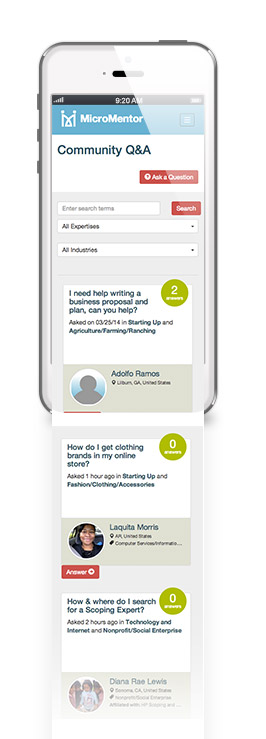 9:20 AM
MicroMentor
Community Q&A
Ask a Question
Enter search terms
Search
All Expertises
All Industries
I need help writing a
business proposal and
plan, can you help?
2
answers
Asked on 03/25/14 in Starting Up and
Agriculture/Farming/Ranching
Adolfo Ramos
Lilburn, GA, United States
How do I get clothing
brands in my online
store?
0
answers
Asked 1 hour ago in Starting Up and
Fashion/Clothing/Accessories
Laquita Morris
AR, United States
Computer Services/Informatio...
Answer
How & where do I search
for a Scoping Expert?
0
answers
Asked 2 hours ago in Technology and
Internet and Nonprofit/Social Enterprise
Diana Rae Lewis
Sonoma, CA, United States
Nonprofit/Social Enterprise,
Affiliated with: HP Scoping and ...